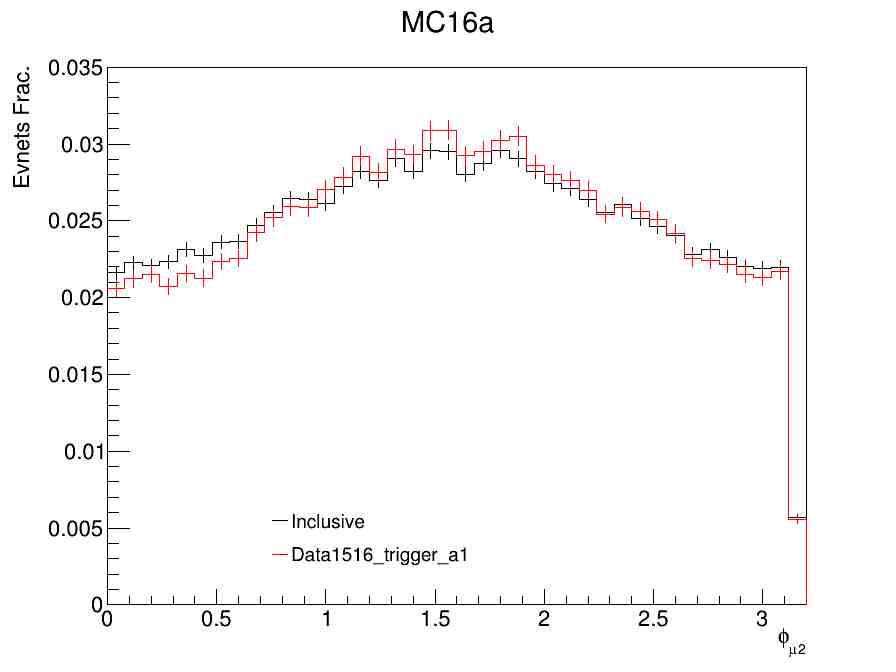 MC16a
Evnets Frac.
0.035
0.03
0.025
0.02
0.015
0.01
0.005
0
Inclusive
Data1516_trigger_a1
0 0.5 1 1.5 2 2.5 3
ϕμ2